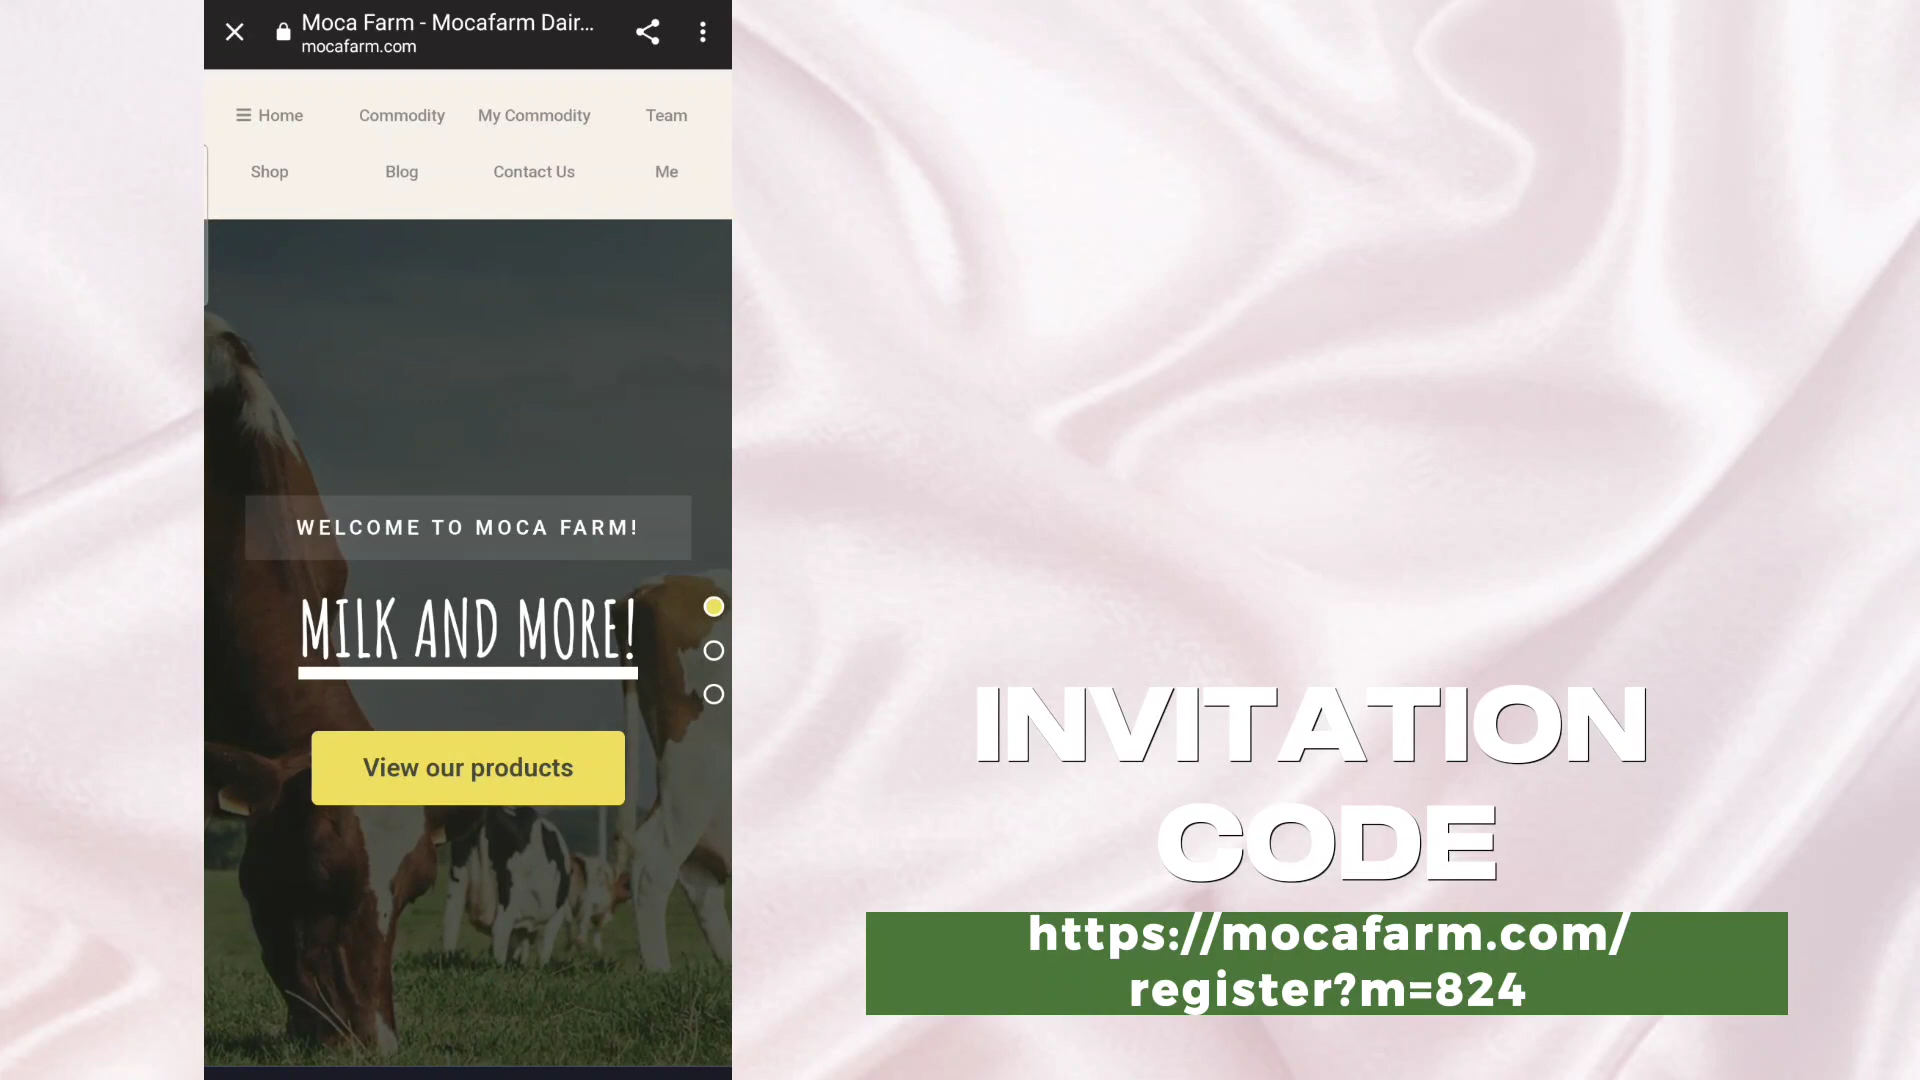 Moca Farm - Mocafarm Dair...
mocafarm.com
Home Commodity My Commodity Team
Shop Blog Contact Us Me
WELCOME TO MOCA FARM!
MILK AND MORE!
View our products
INVITATION
CODE
https://mocafarm.com/
register?m=824